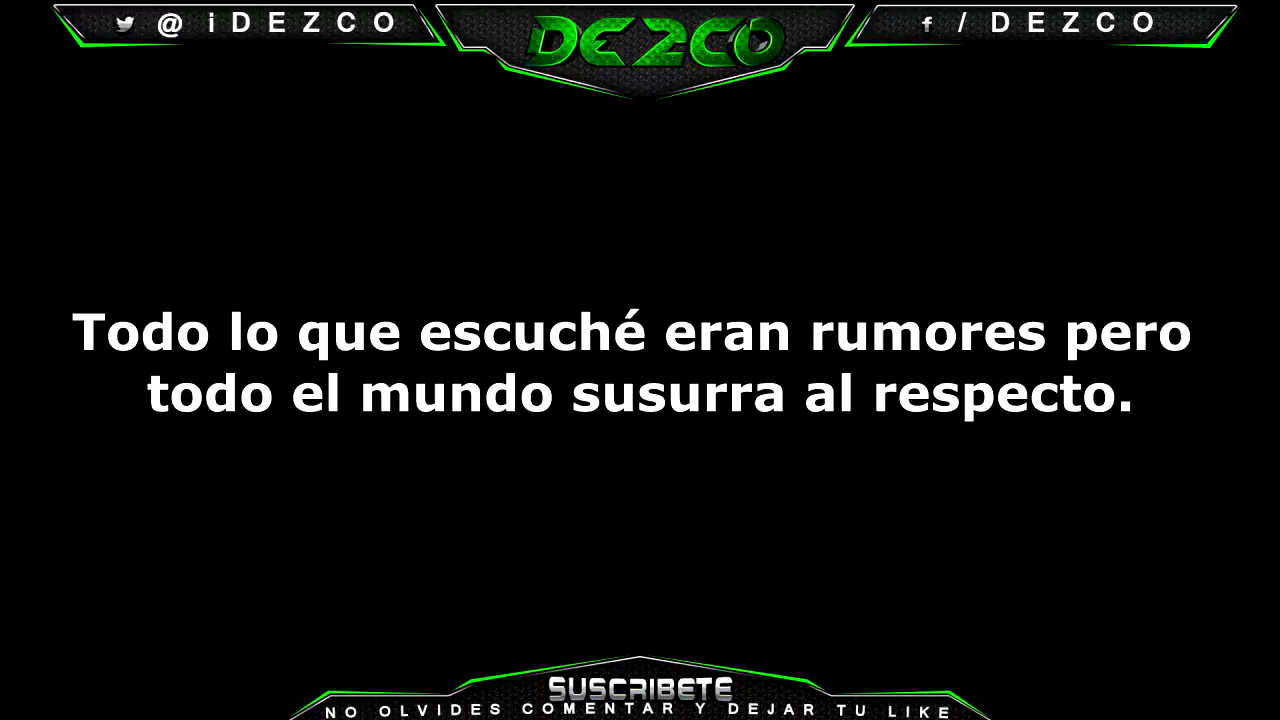 @iDEZCO
DEZCO
/DEZCO
Todo lo que escuché eran rumores pero
todo el mundo susurra al respecto.
SUSCRIBETE
NO OLVIDES COMENTAR Y DEJAR TU LIKE